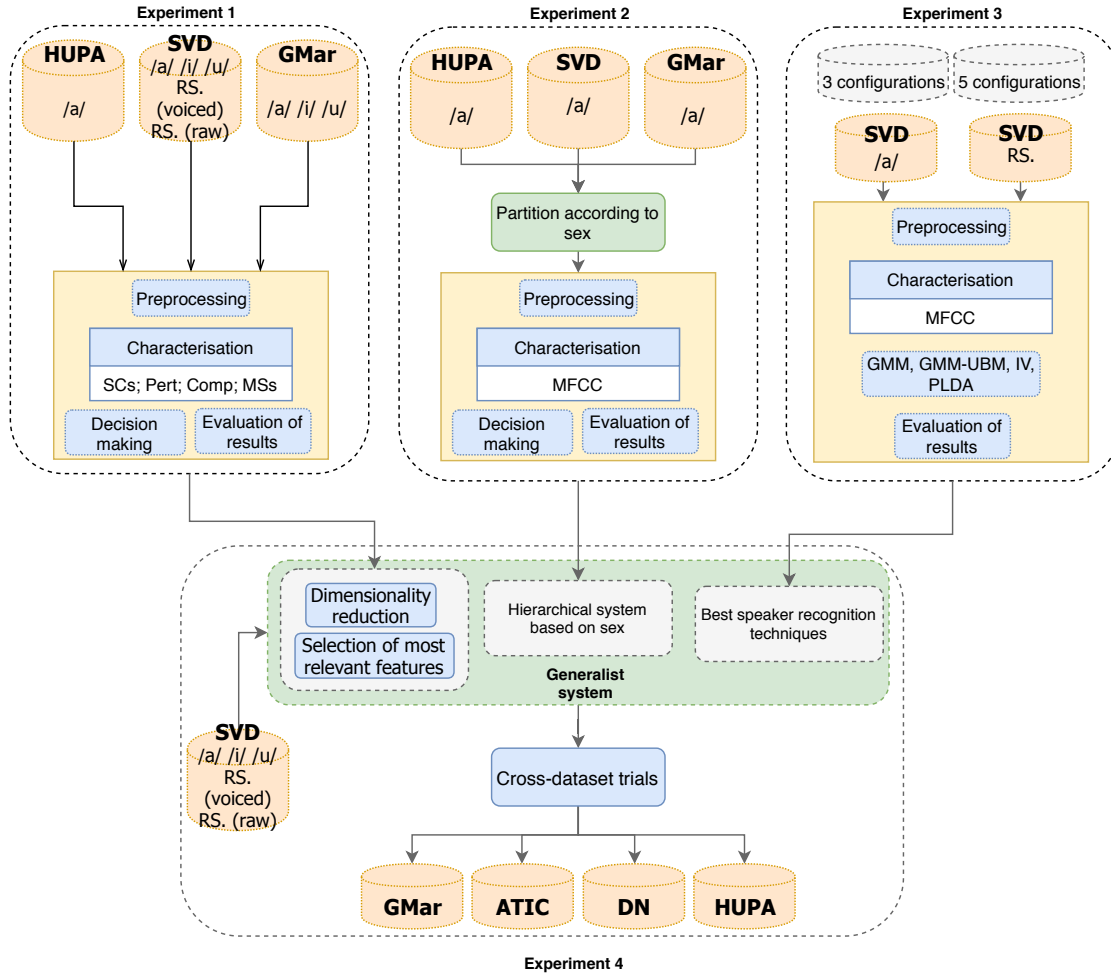 Experiment 1
HUPA
/a/
SVD
/a/ /i/ /u/
RS.
(voiced)
RS. (raw)
GMar
/a/ /i/ /u/
Preprocessing
Characterisation
SCs; Pert; Comp; MSs
Decision
making
Evaluation of
results
Experiment 2
HUPA
/a/
SVD
/a/
GMar
/a/
Partition according to
sex
Preprocessing
Characterisation
MFCC
Decision
making
Evaluation of
results
Experiment 3
3 configurations
5 configurations
SVD
/a/
SVD
RS.
Preprocessing
Characterisation
MFCC
GMM, GMM-UBM, IV,
PLDA
Evaluation of
results
Dimensionality
reduction
Selection of most
relevant features
Hierarchical system
based on sex
Best speaker recognition
techniques
Generalist
system
SVD
/a/ /i/ /u/
RS.
(voiced)
RS. (raw)
Cross-dataset trials
GMar
ATIC
DN
HUPA
Experiment 4